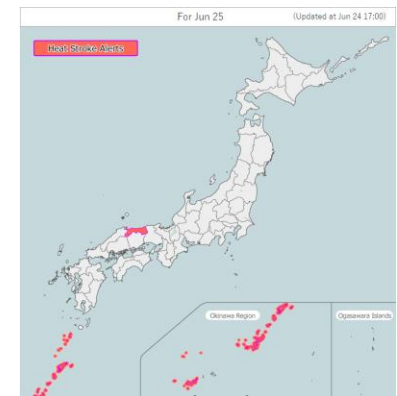 For Jun 25 (Updated at Jun 24 17:00)
Heat Stroke Alerts
Okinawa Region
Ogasawara Islands